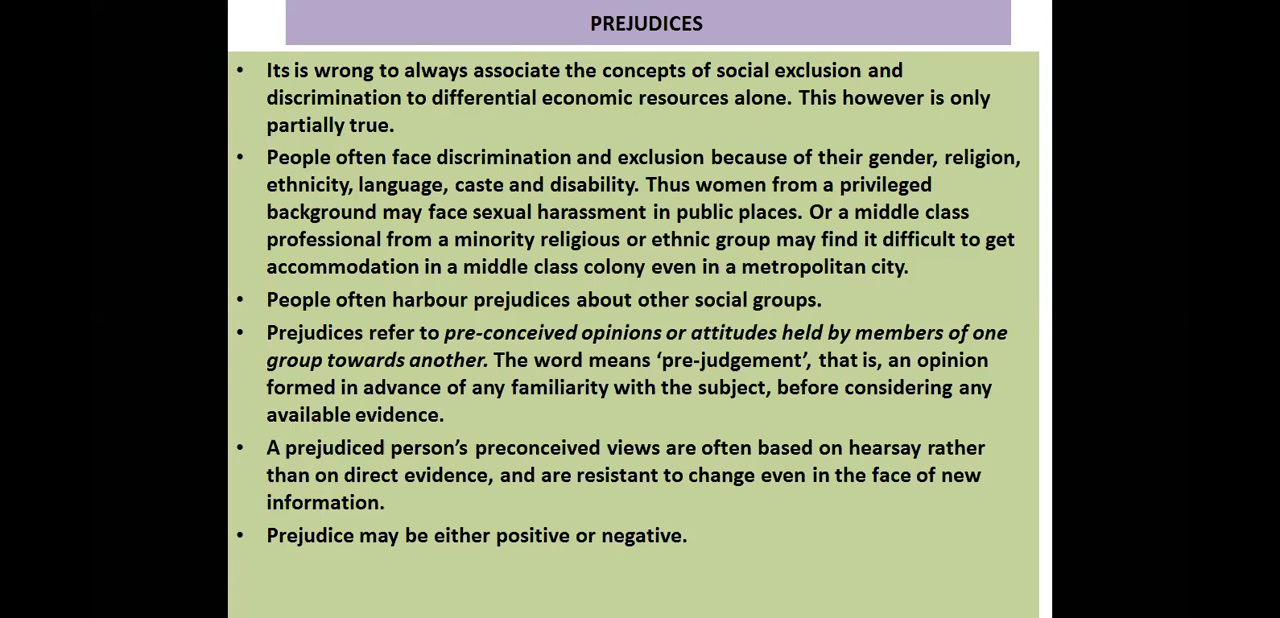 PREJUDICES
• Its is wrong to always associate the concepts of social exclusion and
discrimination to differential economic resources alone. This however is only
partially true.
• People often face discrimination and exclusion because of their gender, religion,
ethnicity, language, caste and disability. Thus women from a privileged
background may face sexual harassment in public places. Or a middle class
professional from a minority religious or ethnic group may find it difficult to get
accommodation in a middle class colony even in a metropolitan city.
• People often harbour prejudices about other social groups.
• Prejudices refer to pre-conceived opinions or attitudes held by members of one
group towards another. The word means ‘pre-judgement’, that is, an opinion
formed in advance of any familiarity with the subject, before considering any
available evidence.
• A prejudiced person’s preconceived views are often based on hearsay rather
than on direct evidence, and are resistant to change even in the face of new
information.
• Prejudice may be either positive or negative.